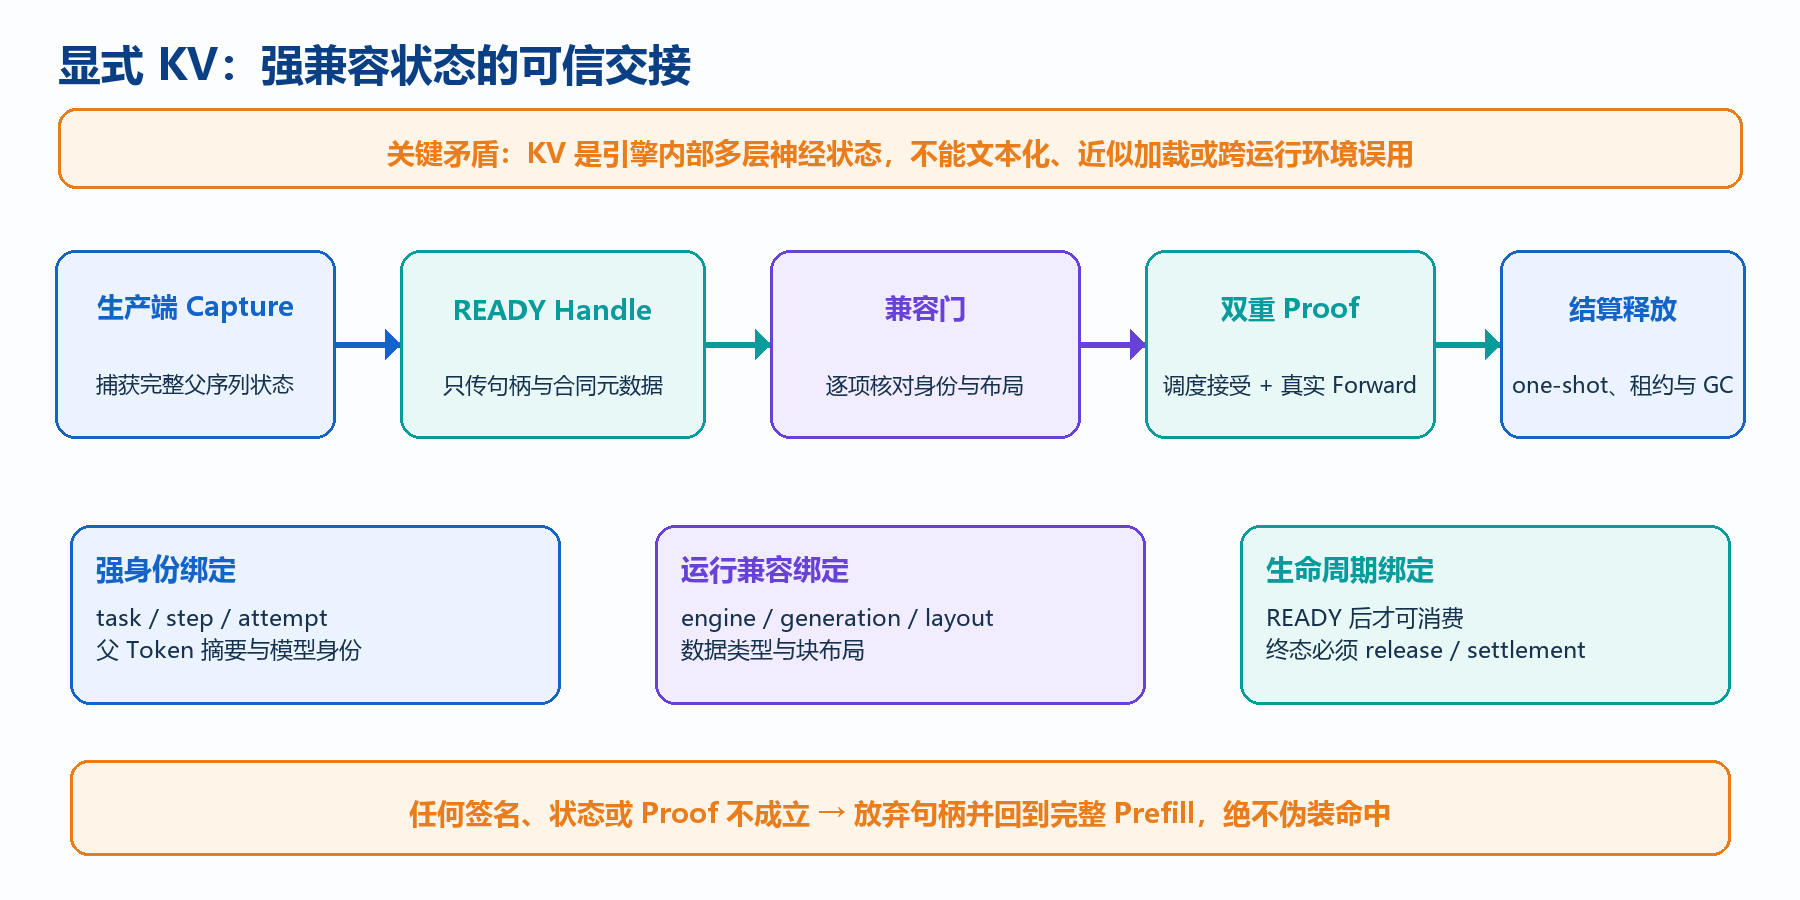 显式 KV：强兼容状态的可信交接
关键矛盾：KV 是引擎内部多层神经状态，不能文本化、近似加载或跨运行环境误用
生产端 Capture
捕获完整父序列状态
READY Handle
只传句柄与合同元数据
兼容门
逐项核对身份与布局
双重 Proof
调度接受 + 真实 Forward
结算释放
one-shot、租约与 GC
强身份绑定
task / step / attempt
父 Token 摘要与模型身份
运行兼容绑定
engine / generation / layout
数据类型与块布局
生命周期绑定
READY 后才可消费
终态必须 release / settlement
任何签名、状态或 Proof 不成立 → 放弃句柄并回到完整 Prefill，绝不伪装命中